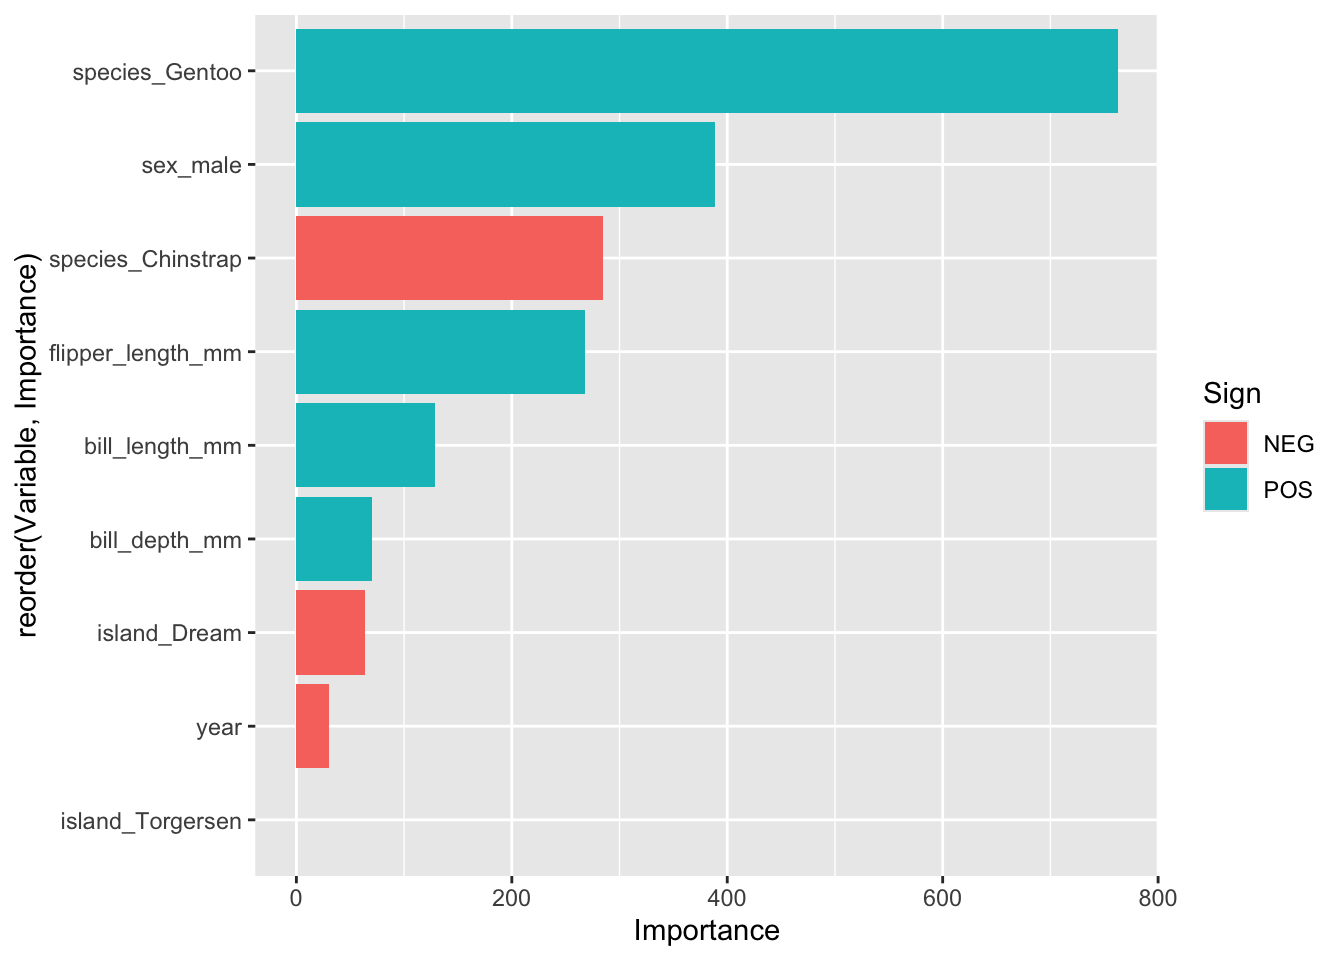 reorder(Variable, Importance)
species_Gentoo
sex_male
species_Chinstrap
flipper_length_mm
bill_length_mm
bill_depth_mm
island_Dream
year
island_Torgersen
0 200 400 600 800
Importance
Sign
NEG
POS